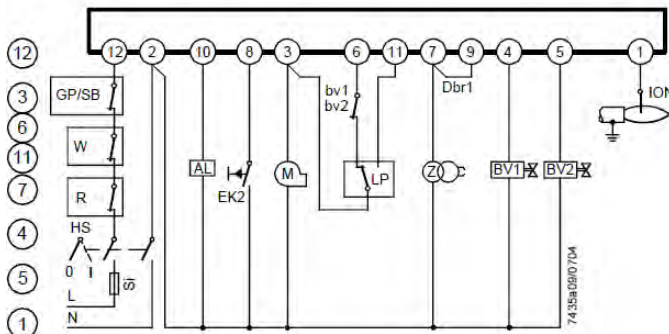 12
12 2 10 8 3 6 11 7 9 4 5 1
3
GP/SB
bv1
bv2
Dbr1
ION
6
11
W
AL
EK2
M
LP
Z
BV1
BV2
7
R
4
HS
0 I
5
Si
L
1
N
7435a09/0704